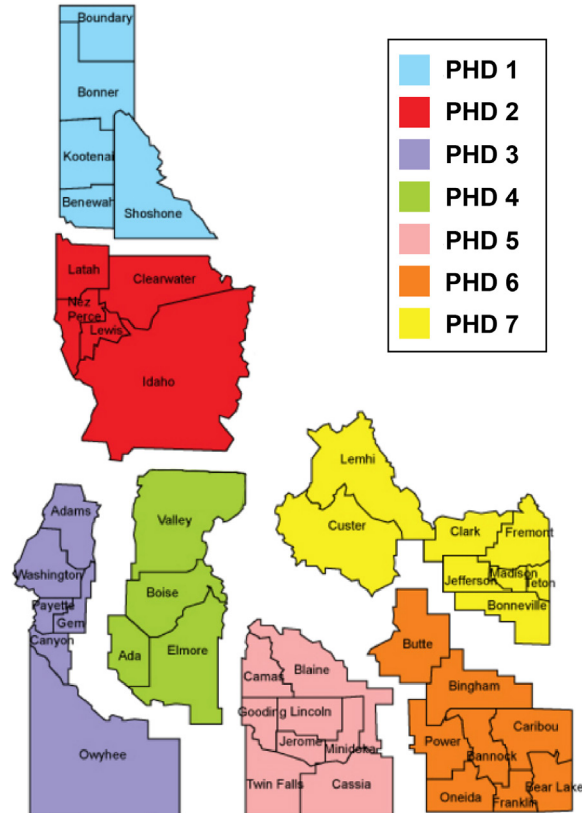 Boundary
Bonner
Kootenai
Benewah
Shoshone
PHD 1
PHD 2
PHD 3
PHD 4
PHD 5
PHD 6
PHD 7
Latah
Clearwater
Nez
Perce
Lewis
Idaho
Adams
Washington
Payette
Gem
Canyon
Owyhee
Valley
Boise
Ada
Elmore
Lemhi
Custer
Clark
Fremont
Jefferson
Madison
Teton
Bonneville
Camas
Blaine
Gooding
Lincoln
Jerome
Minidoka
Twin Falls
Cassia
Butte
Bingham
Power
Bannock
Caribou
Oneida
Franklin
Bear Lake